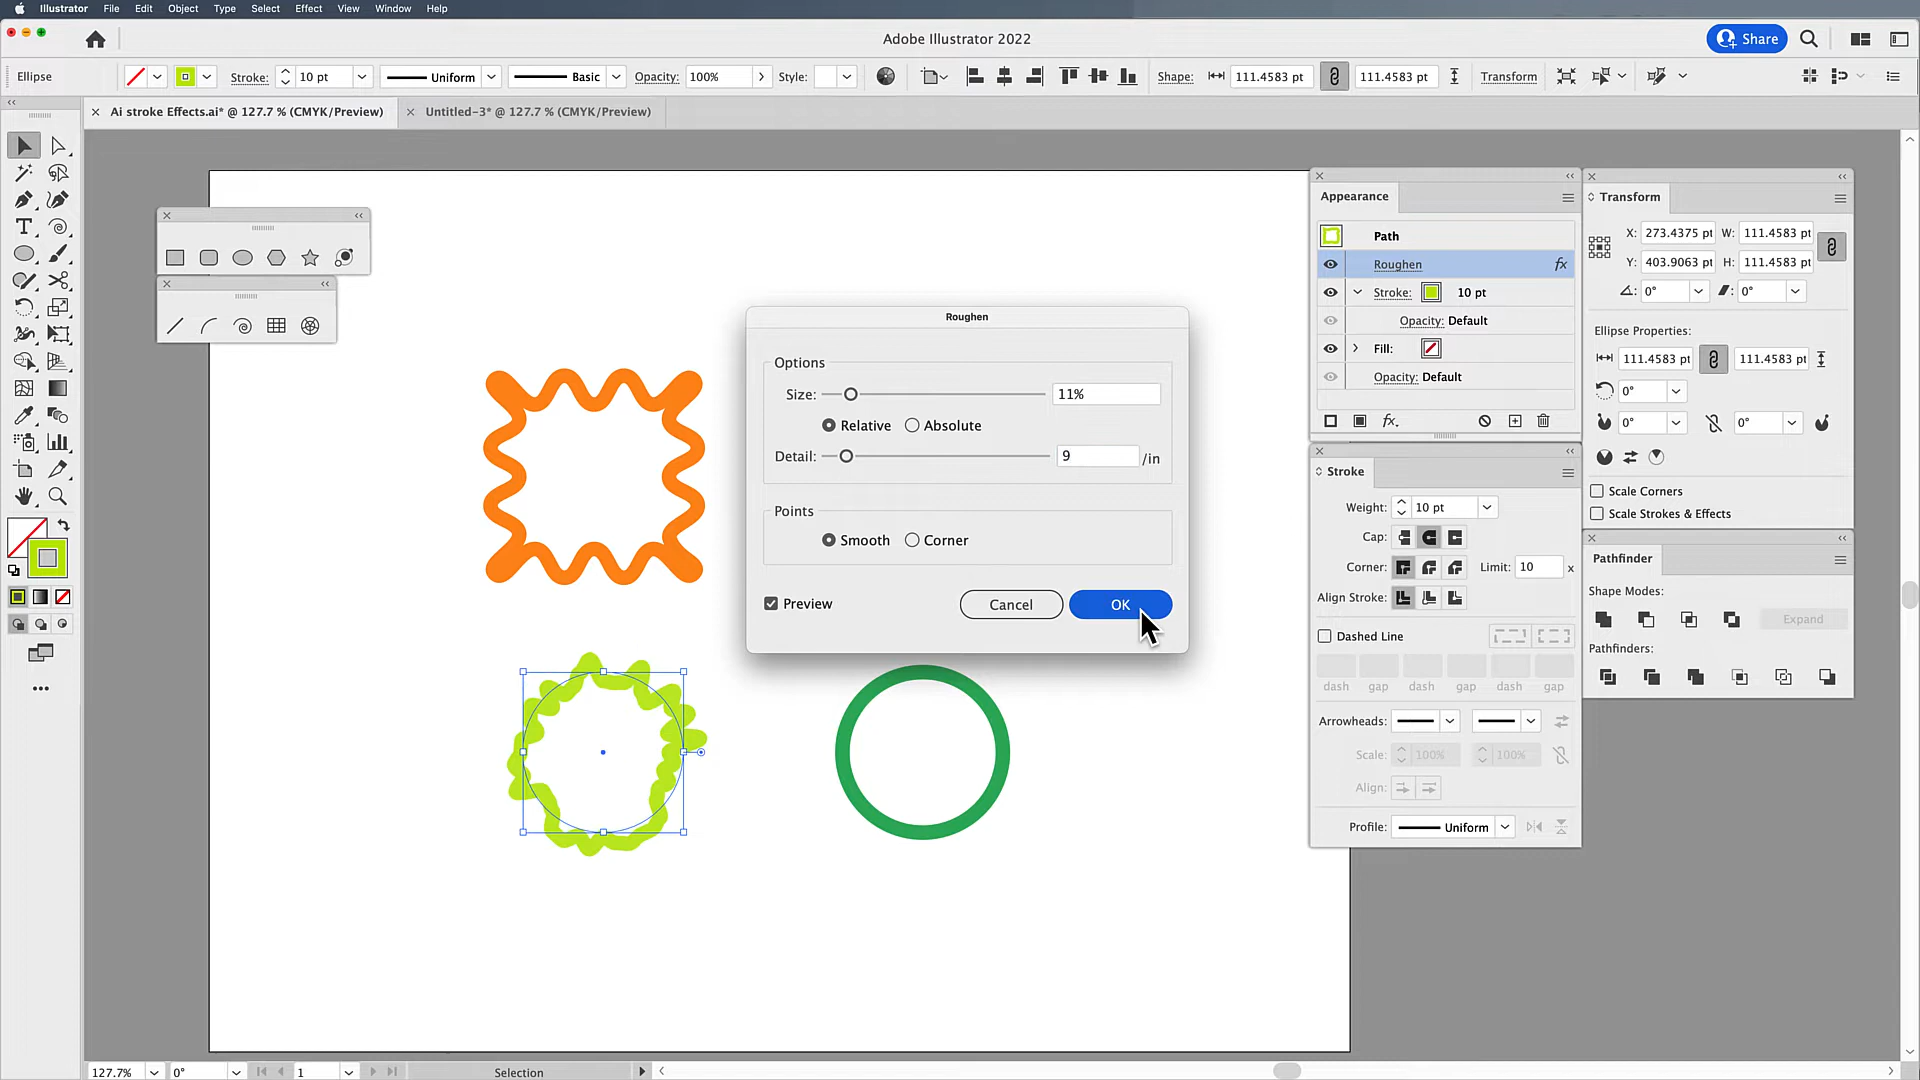 Illustrator File Edit Object Type Select Effect View Window Help
Adobe Illustrator 2022
Share
Ellipse
Stroke: 10 pt
Uniform
Basic
Opacity: 100%
Style:
Shape: 111.4583 pt 111.4583 pt
Transform
Ai stroke Effects.ai* @ 127.7 % (CMYK/Preview)
Untitled-3* @ 127.7 % (CMYK/Preview)
Roughen
Options
Size: 11%
Relative Absolute
Detail: 9 /in
Points
Smooth Corner
Preview
Cancel
OK
Appearance
Path
Roughen fx
Stroke: 10 pt
Opacity: Default
Fill:
Opacity: Default
fx.
Stroke
Weight: 10 pt
Cap:
Corner: Limit: 10 x
Align Stroke:
Dashed Line
dash gap dash gap dash gap
Arrowheads:
Scale: 100% 100%
Align:
Profile: Uniform
Transform
X: 273.4375 pt W: 111.4583 pt
Y: 403.9063 pt H: 111.4583 pt
0° 0°
Ellipse Properties:
111.4583 pt 111.4583 pt
0°
0° 0°
Scale Corners
Scale Strokes & Effects
Pathfinder
Shape Modes:
Expand
Pathfinders:
127.7% 0° 1 Selection